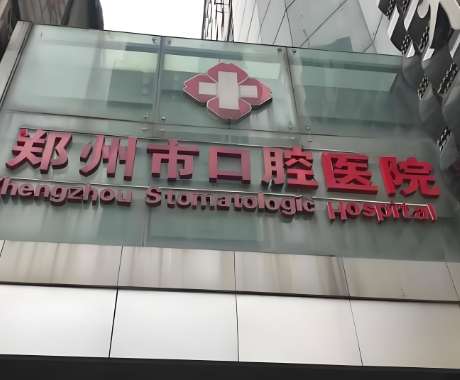 郑州市口腔医院
Zhengzhou Stomatologic Hospital